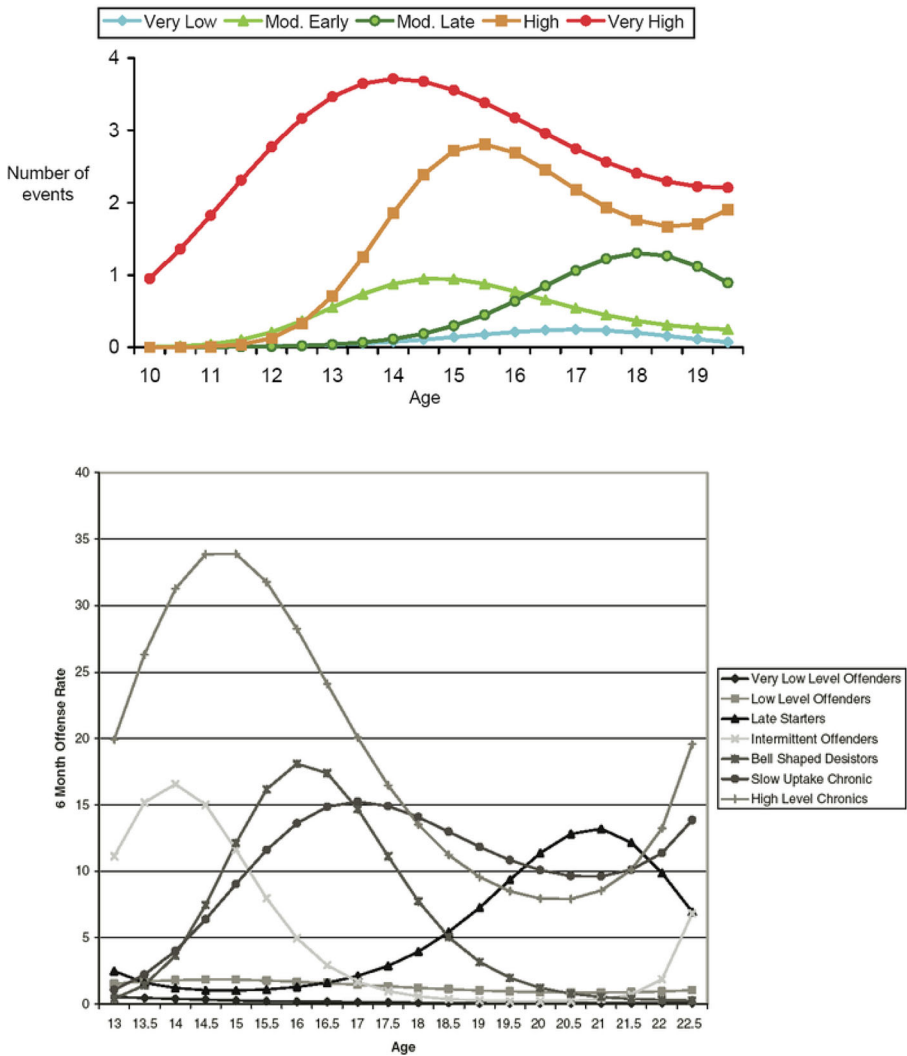 Very Low Mod. Early Mod. Late High Very High
4
3
Number of
events
2
1
0
10 11 12 13 14 15 16 17 18 19
Age
40
35
30
25
20
15
10
5
0
6 Month Offense Rate
13 13.5 14 14.5 15 15.5 16 16.5 17 17.5 18 18.5 19 19.5 20 20.5 21 21.5 22 22.5
Age
Very Low Level Offenders
Low Level Offenders
Late Starters
Intermittent Offenders
Bell Shaped Desistors
Slow Uptake Chronic
High Level Chronics